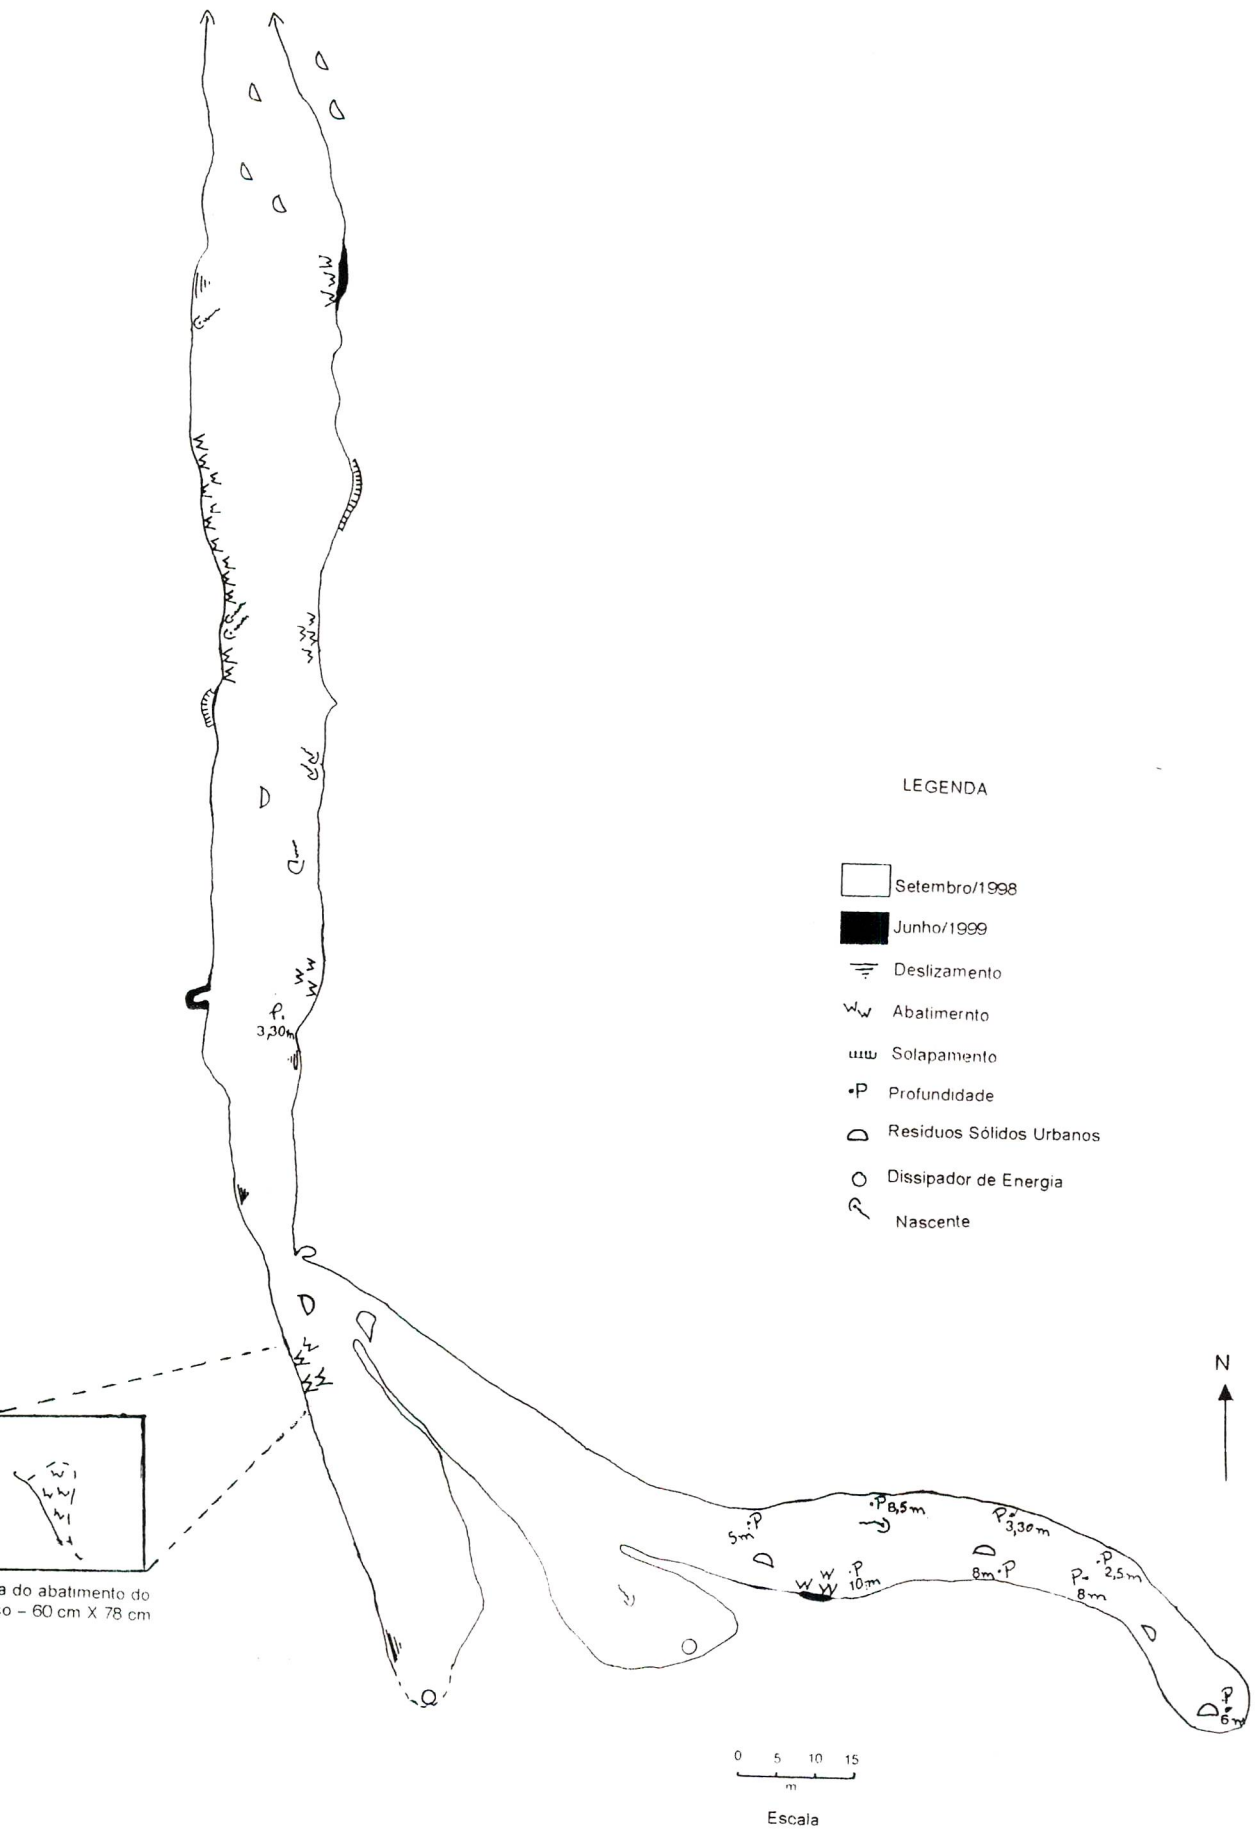 P.
3,30m
LEGENDA
Setembro/1998
Junho/1999
Deslizamento
W W Abatimernto
Solapamento
•P Profundidade
Resíduos Sólidos Urbanos
Dissipador de Energia
Nascente
N
a do abatimento do
o – 60 cm X 78 cm
P
5m
P 8,5m
P
3,30m
P
10m
8m P
P
2,5m
P
8m
P
6m
0 5 10 15
m
Escala